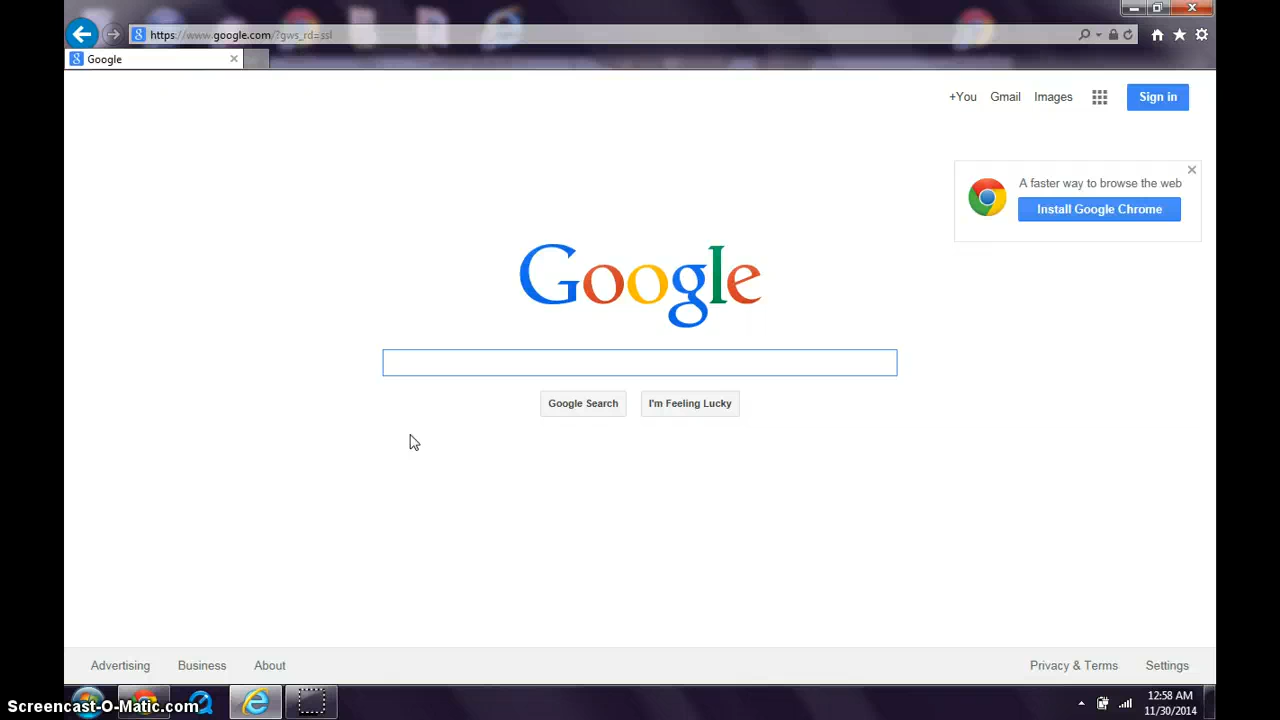 https://www.google.com/?gws_rd=ssl
Google
+You Gmail Images Sign in
A faster way to browse the web
Install Google Chrome
Google
Google Search I'm Feeling Lucky
Advertising Business About Privacy & Terms Settings
12:58 AM
11/30/2014
Screencast-O-Matic.com